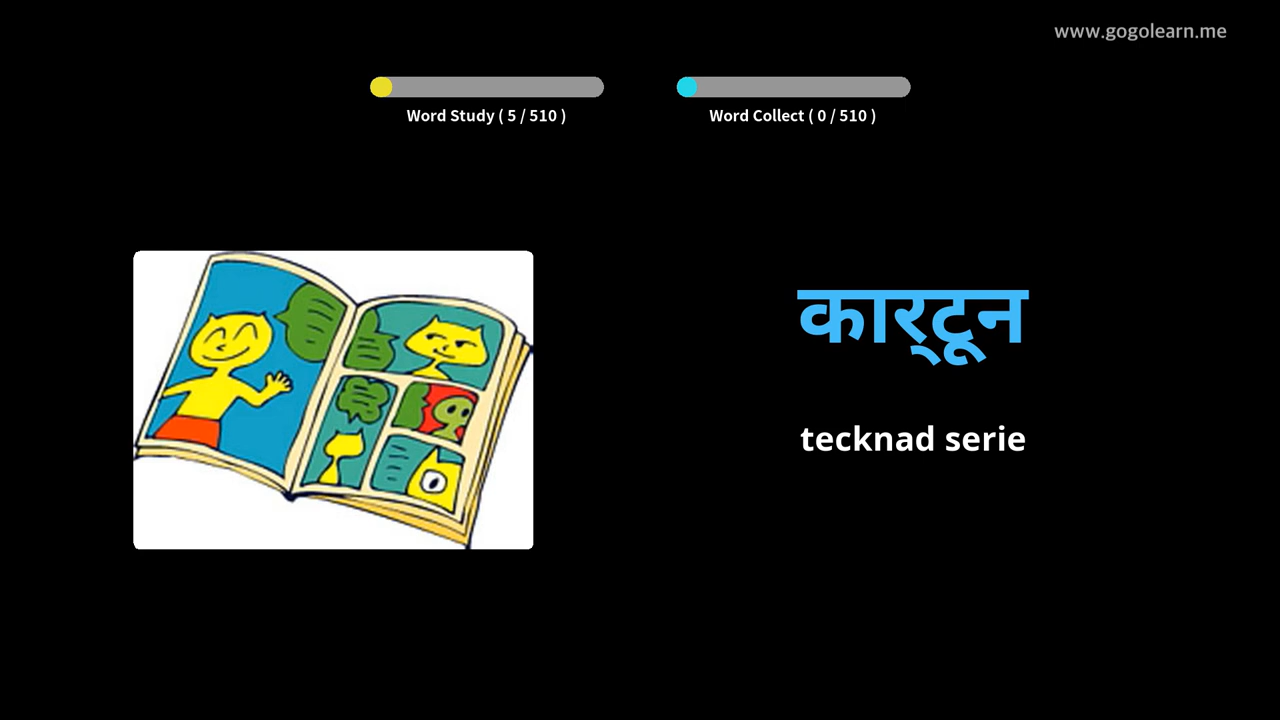 www.gogolearn.me
Word Study ( 5 / 510 )
Word Collect ( 0 / 510 )
कार्‍टून
tecknad serie